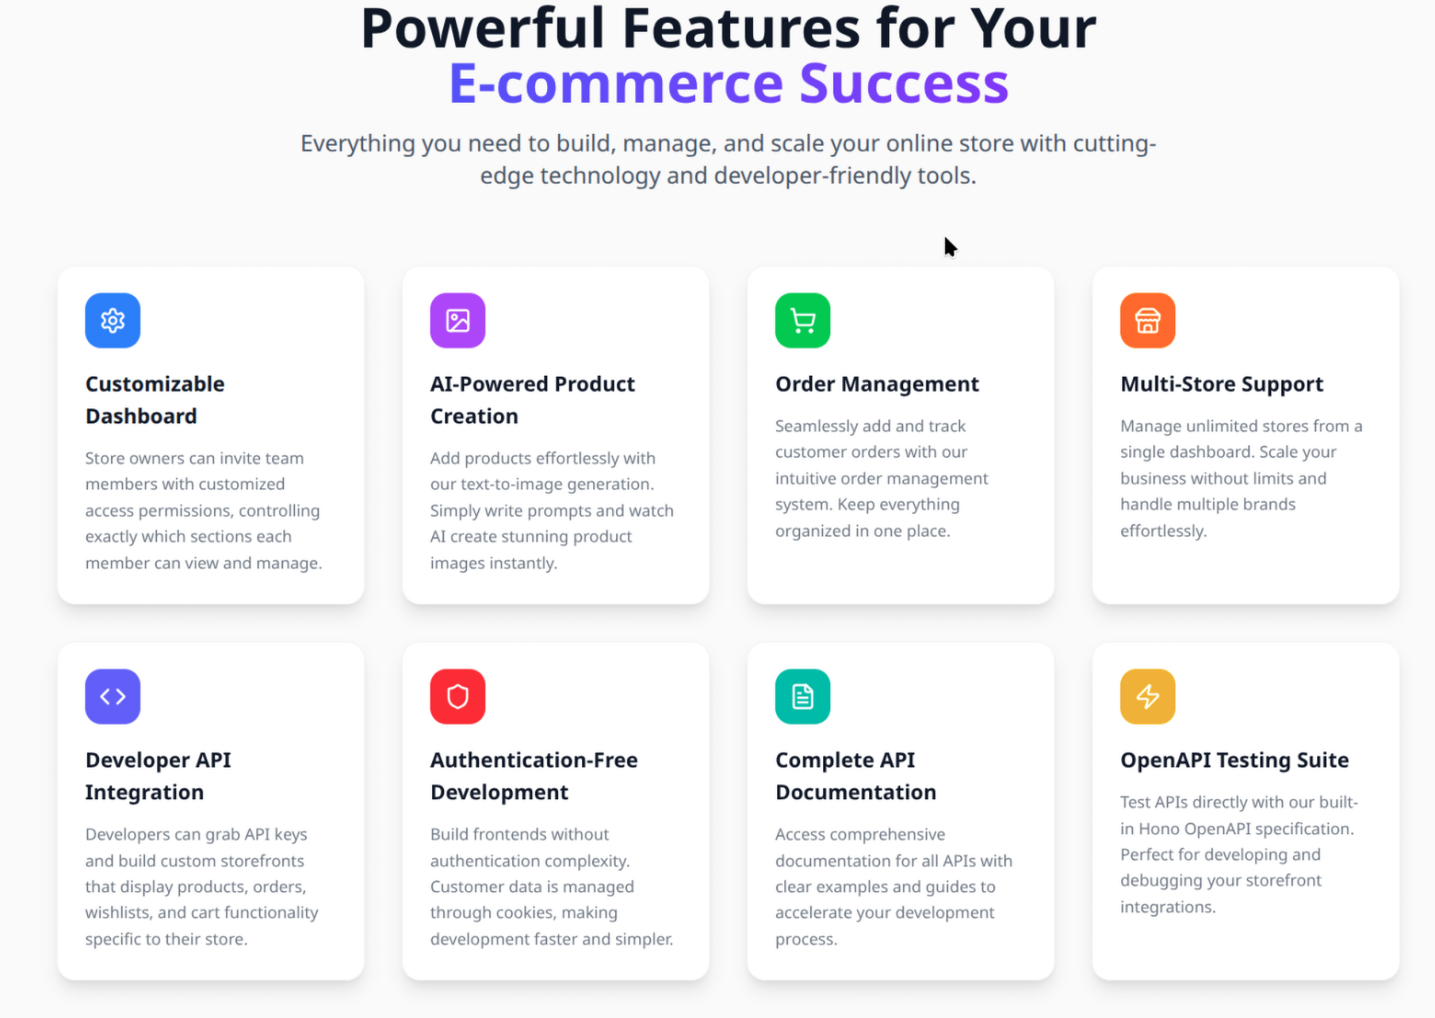 Powerful Features for Your
E-commerce Success
Everything you need to build, manage, and scale your online store with cutting-
edge technology and developer-friendly tools.
Customizable
Dashboard
Store owners can invite team
members with customized
access permissions, controlling
exactly which sections each
member can view and manage.
AI-Powered Product
Creation
Add products effortlessly with
our text-to-image generation.
Simply write prompts and watch
AI create stunning product
images instantly.
Order Management
Seamlessly add and track
customer orders with our
intuitive order management
system. Keep everything
organized in one place.
Multi-Store Support
Manage unlimited stores from a
single dashboard. Scale your
business without limits and
handle multiple brands
effortlessly.
Developer API
Integration
Developers can grab API keys
and build custom storefronts
that display products, orders,
wishlists, and cart functionality
specific to their store.
Authentication-Free
Development
Build frontends without
authentication complexity.
Customer data is managed
through cookies, making
development faster and simpler.
Complete API
Documentation
Access comprehensive
documentation for all APIs with
clear examples and guides to
accelerate your development
process.
OpenAPI Testing Suite
Test APIs directly with our built-
in Hono OpenAPI specification.
Perfect for developing and
debugging your storefront
integrations.